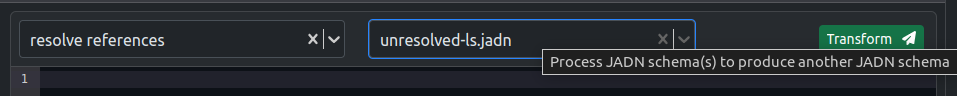 resolve references
unresolved-ls.jadn
Transform
Process JADN schema(s) to produce another JADN schema
1